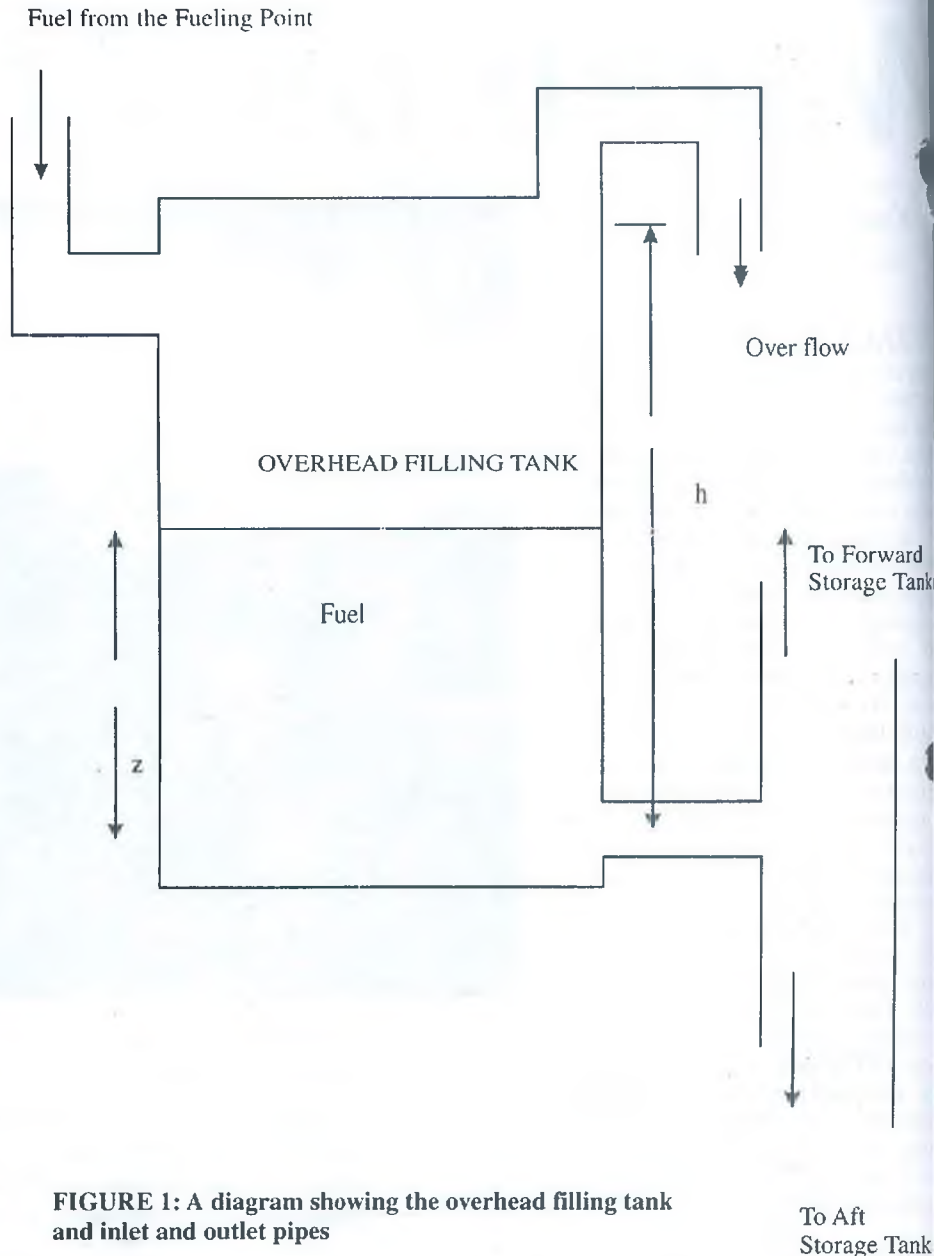 Fuel from the Fueling Point
Over flow
OVERHEAD FILLING TANK
h
To Forward
Storage Tank
Fuel
z
FIGURE 1: A diagram showing the overhead filling tank
and inlet and outlet pipes
To Aft
Storage Tank